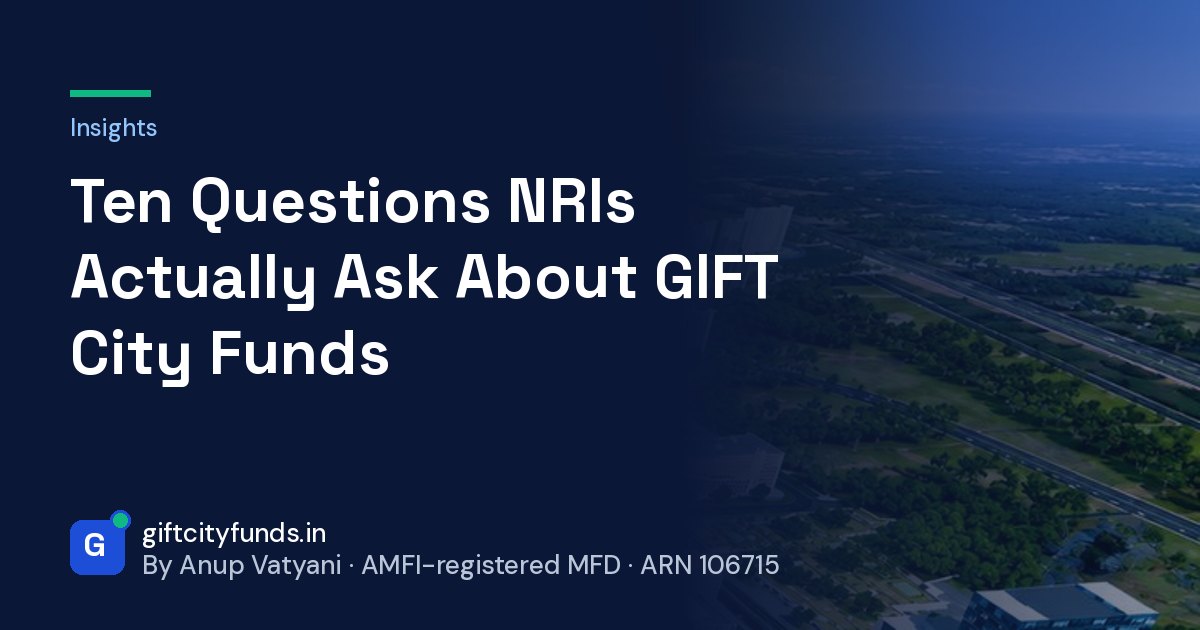 Insights
Ten Questions NRIs
Actually Ask About GIFT
City Funds
G
giftcityfunds.in
By Anup Vatyani · AMFI-registered MFD · ARN 106715